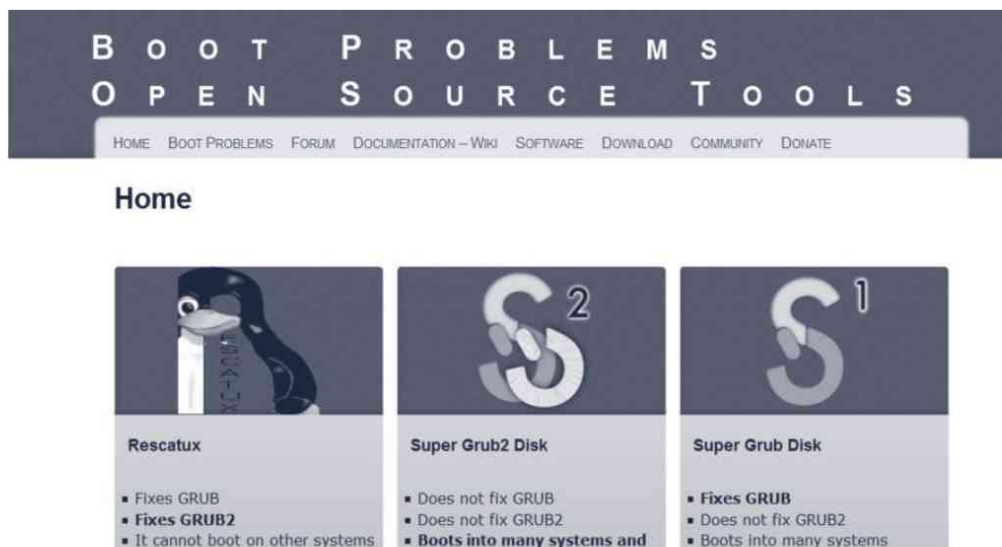 BOOT PROBLEMS
OPEN SOURCE TOOLS
HOME BOOT PROBLEMS FORUM DOCUMENTATION – WIKI SOFTWARE DOWNLOAD COMMUNITY DONATE
Home
2
1
RESCATUX
Rescatux
Fixes GRUB
Fixes GRUB2
It cannot boot on other systems
Super Grub2 Disk
Does not fix GRUB
Does not fix GRUB2
Boots into many systems and
Super Grub Disk
Fixes GRUB
Does not fix GRUB2
Boots into many systems